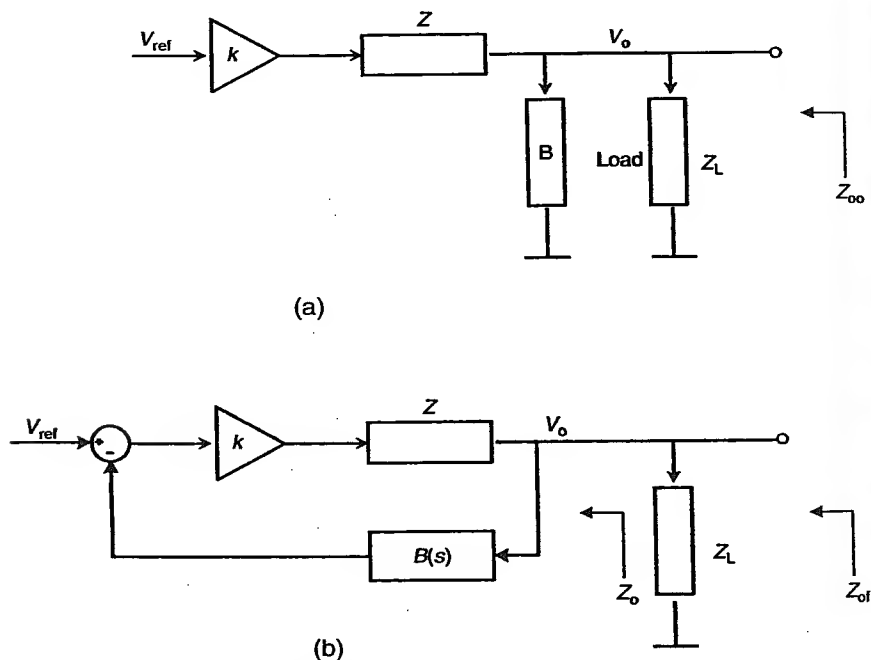 Z
V_ref
k
V_o
B
Load
Z_L
Z_oo
(a)
Z
V_ref
+
-
k
V_o
B(s)
Z_L
Z_o
Z_of
(b)